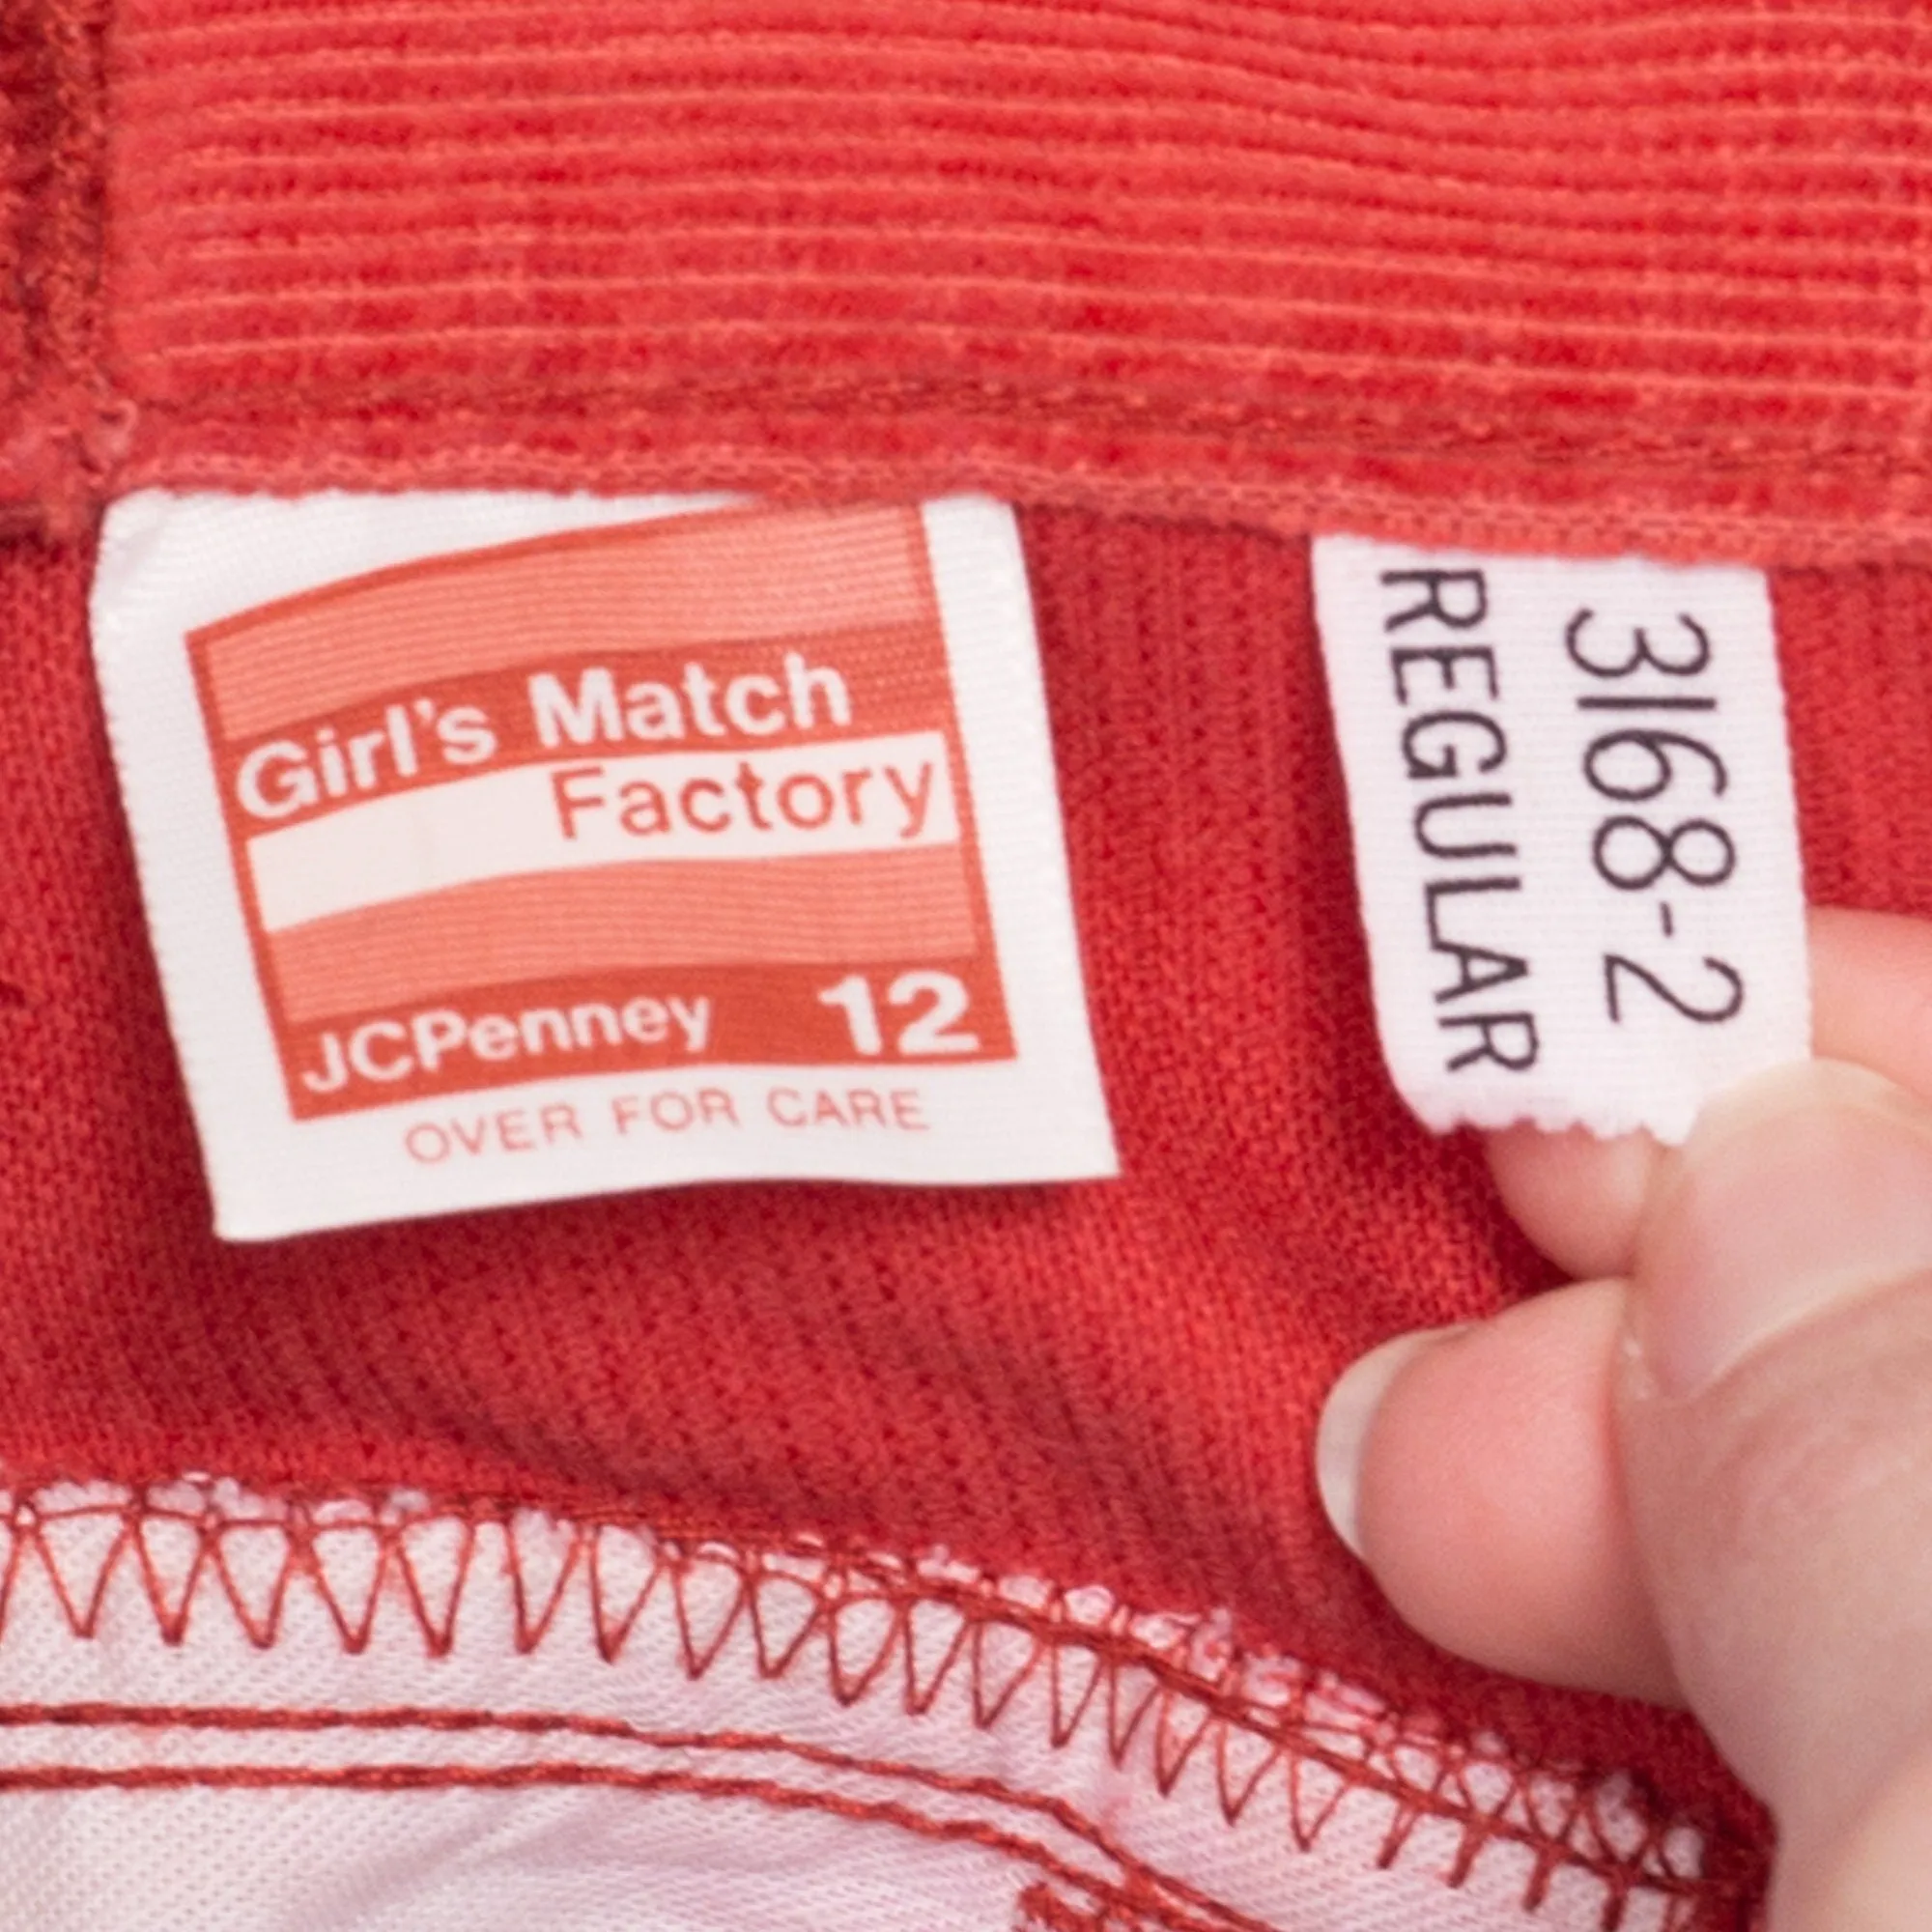 Girl's Match
Factory
JCPenney 12
OVER FOR CARE
3168-2
REGULAR